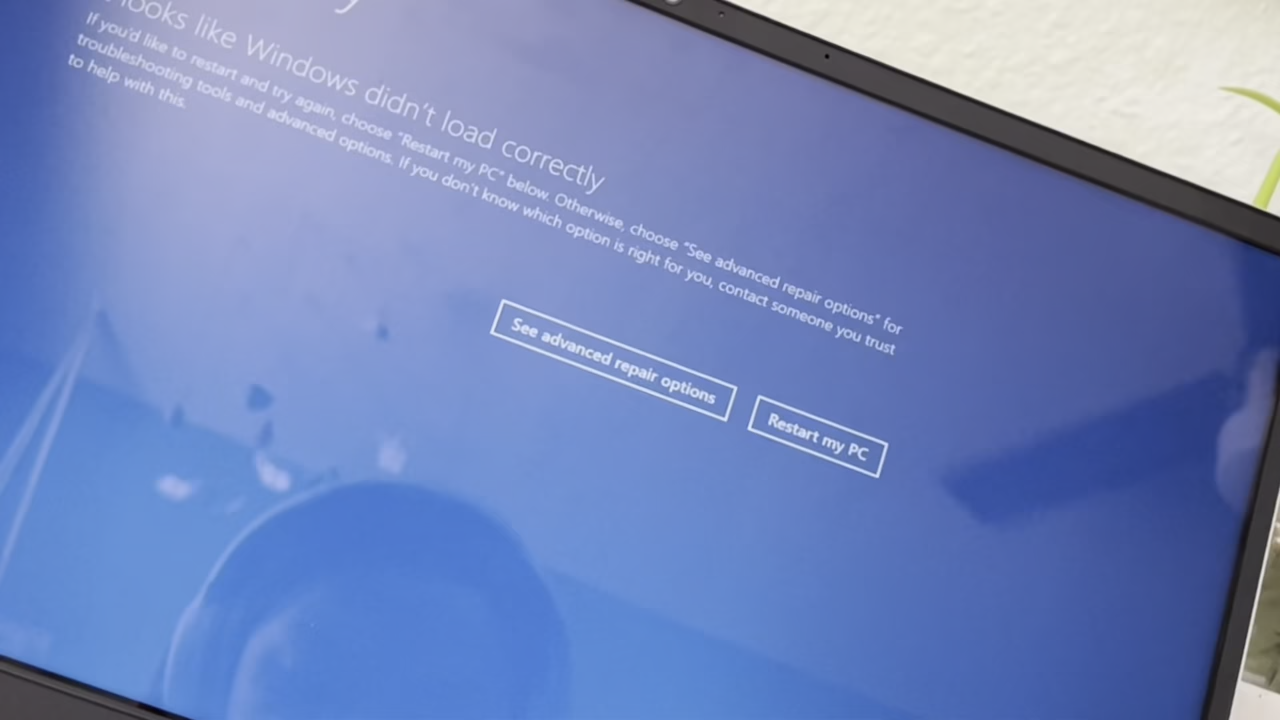 looks like Windows didn't load correctly
If you'd like to restart and try again, choose "Restart my PC" below. Otherwise, choose "See advanced repair options" for
troubleshooting tools and advanced options. If you don't know which option is right for you, contact someone you trust
to help with this.
See advanced repair options
Restart my PC